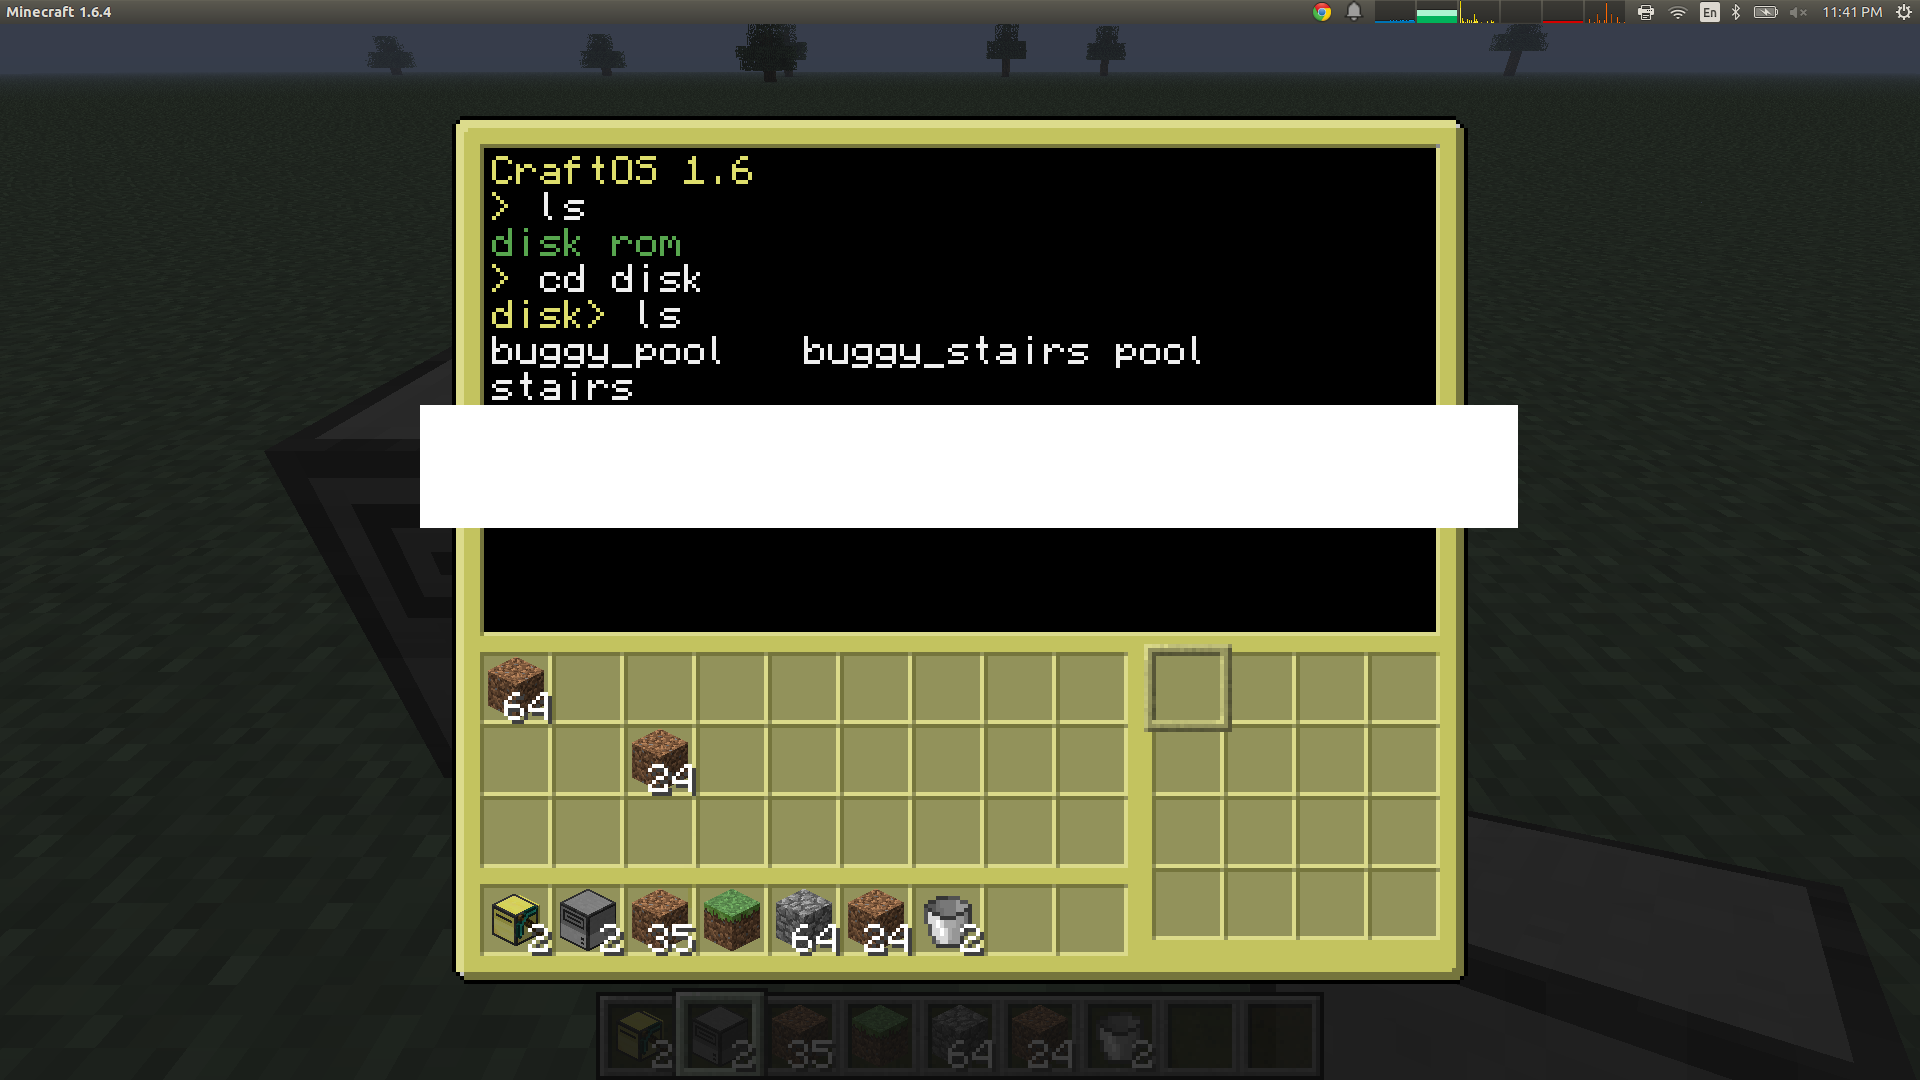 Minecraft 1.6.4
En
11:41 PM
CraftOS 1.6
> ls
disk rom
> cd disk
disk> ls
buggy_pool buggy_stairs pool
stairs
64
24
2 2 35 64 24 2
2 2 35 64 24 2